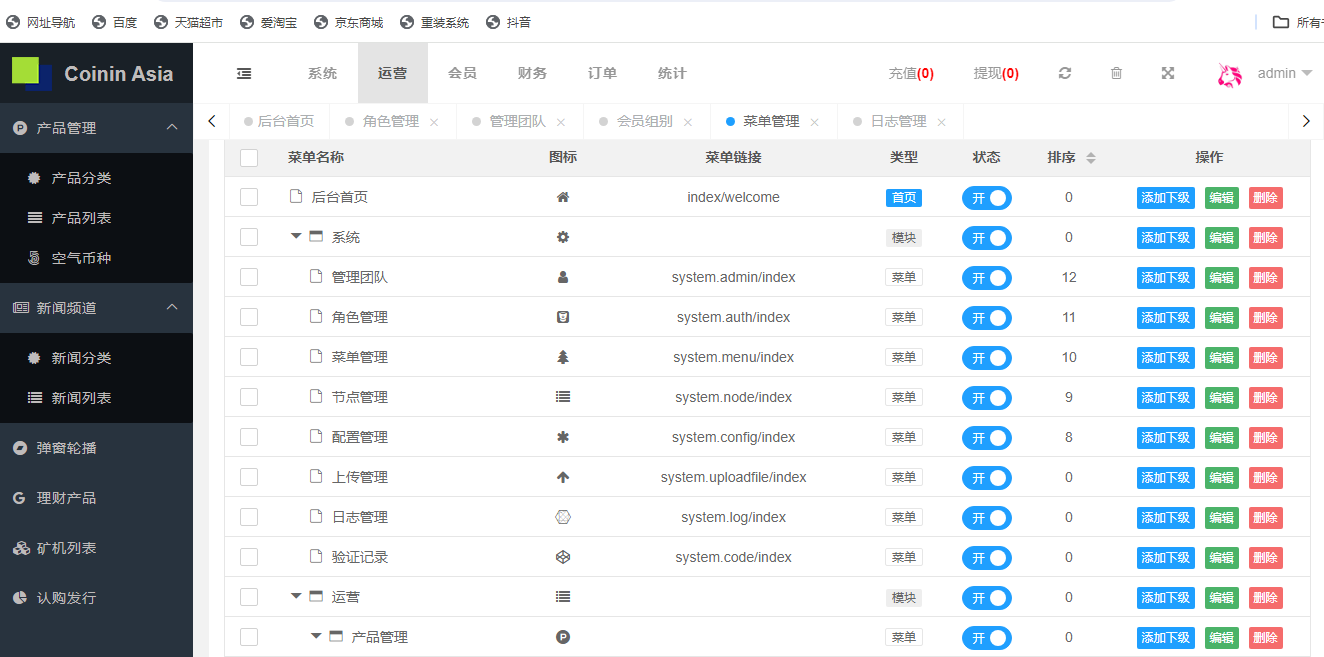 网址导航 百度 天猫超市 爱淘宝 京东商城 重装系统 抖音 所有
Coinin Asia 系统 运营 会员 财务 订单 统计 充值(0) 提现(0) admin
后台首页 角色管理 管理团队 会员组别 菜单管理 日志管理
产品管理
产品分类
产品列表
空气币种
新闻频道
新闻分类
新闻列表
弹窗轮播
理财产品
矿机列表
认购发行
菜单名称 图标 菜单链接 类型 状态 排序 操作
后台首页 index/welcome 首页 开 0 添加下级 编辑 删除
系统 模块 开 0 添加下级 编辑 删除
管理团队 system.admin/index 菜单 开 12 添加下级 编辑 删除
角色管理 system.auth/index 菜单 开 11 添加下级 编辑 删除
菜单管理 system.menu/index 菜单 开 10 添加下级 编辑 删除
节点管理 system.node/index 菜单 开 9 添加下级 编辑 删除
配置管理 system.config/index 菜单 开 8 添加下级 编辑 删除
上传管理 system.uploadfile/index 菜单 开 0 添加下级 编辑 删除
日志管理 system.log/index 菜单 开 0 添加下级 编辑 删除
验证记录 system.code/index 菜单 开 0 添加下级 编辑 删除
运营 模块 开 0 添加下级 编辑 删除
产品管理 菜单 开 0 添加下级 编辑 删除